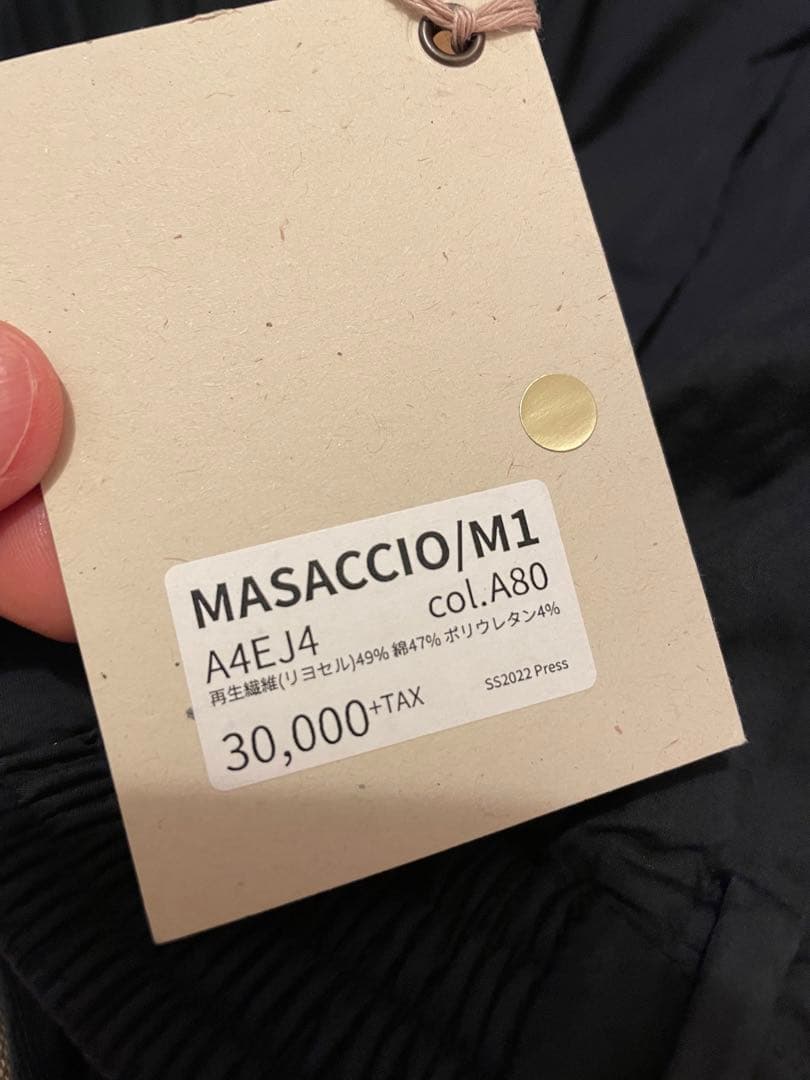 MASACCIO/M1
A4EJ4 col.A80
再生繊維(リヨセル)49% 綿47% ポリウレタン4%
30,000+TAX SS2022 Press